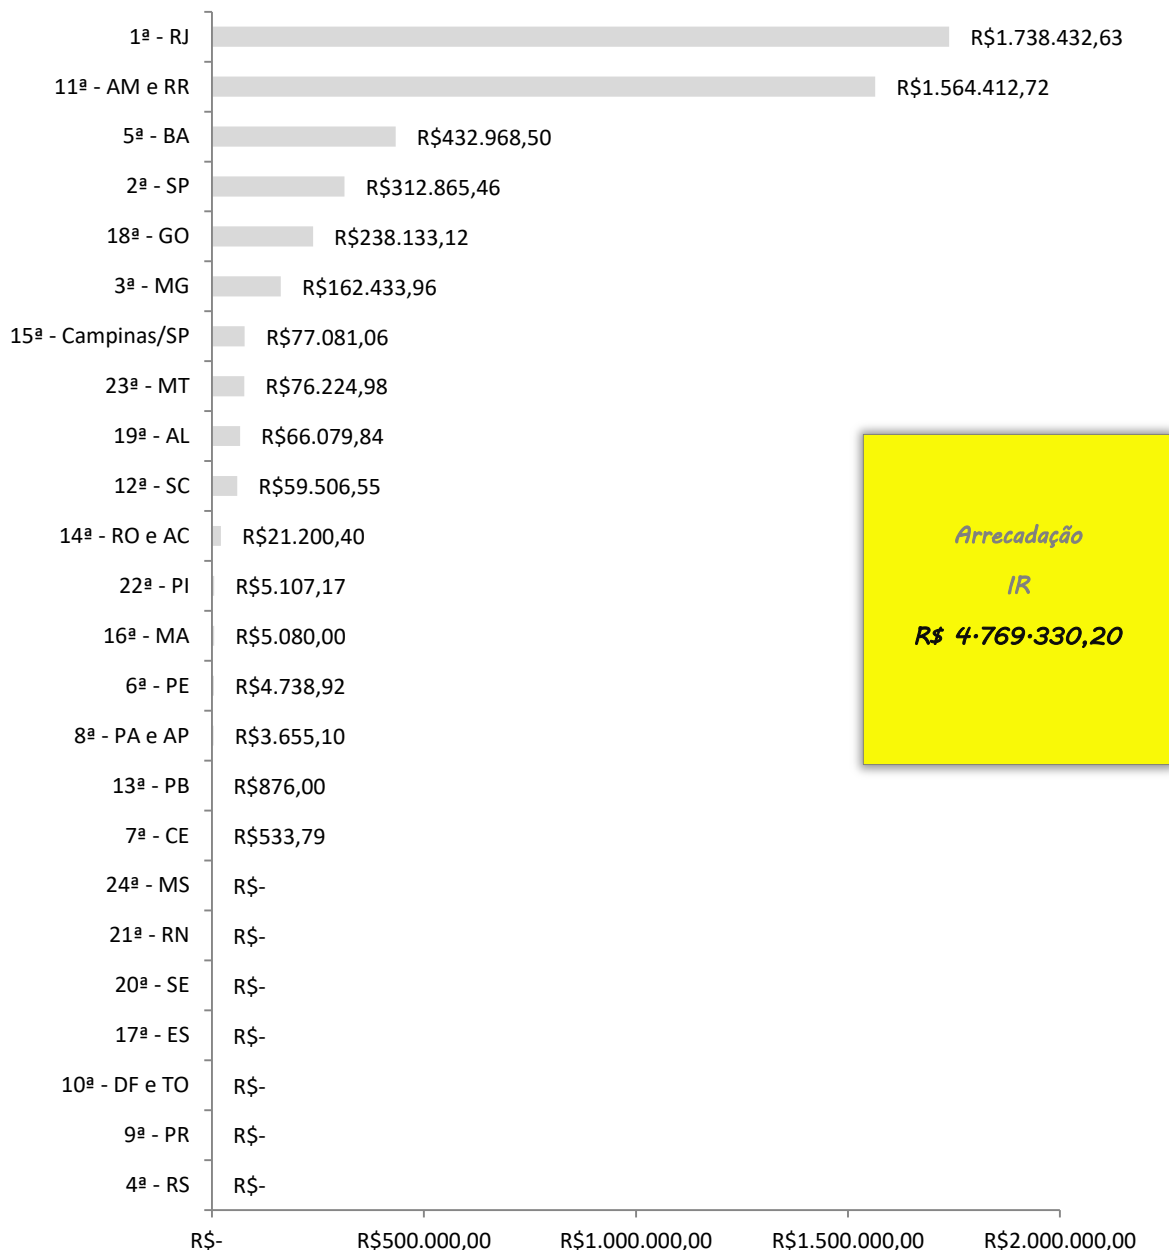 1ª - RJ R$1.738.432,63
11ª - AM e RR R$1.564.412,72
5ª - BA R$432.968,50
2ª - SP R$312.865,46
18ª - GO R$238.133,12
3ª - MG R$162.433,96
15ª - Campinas/SP R$77.081,06
23ª - MT R$76.224,98
19ª - AL R$66.079,84
12ª - SC R$59.506,55
14ª - RO e AC R$21.200,40
22ª - PI R$5.107,17
16ª - MA R$5.080,00
6ª - PE R$4.738,92
8ª - PA e AP R$3.655,10
13ª - PB R$876,00
7ª - CE R$533,79
24ª - MS R$-
21ª - RN R$-
20ª - SE R$-
17ª - ES R$-
10ª - DF e TO R$-
9ª - PR R$-
4ª - RS R$-
R$- R$500.000,00 R$1.000.000,00 R$1.500.000,00 R$2.000.000,00
Arrecadação
IR
R$ 4.769.330,20